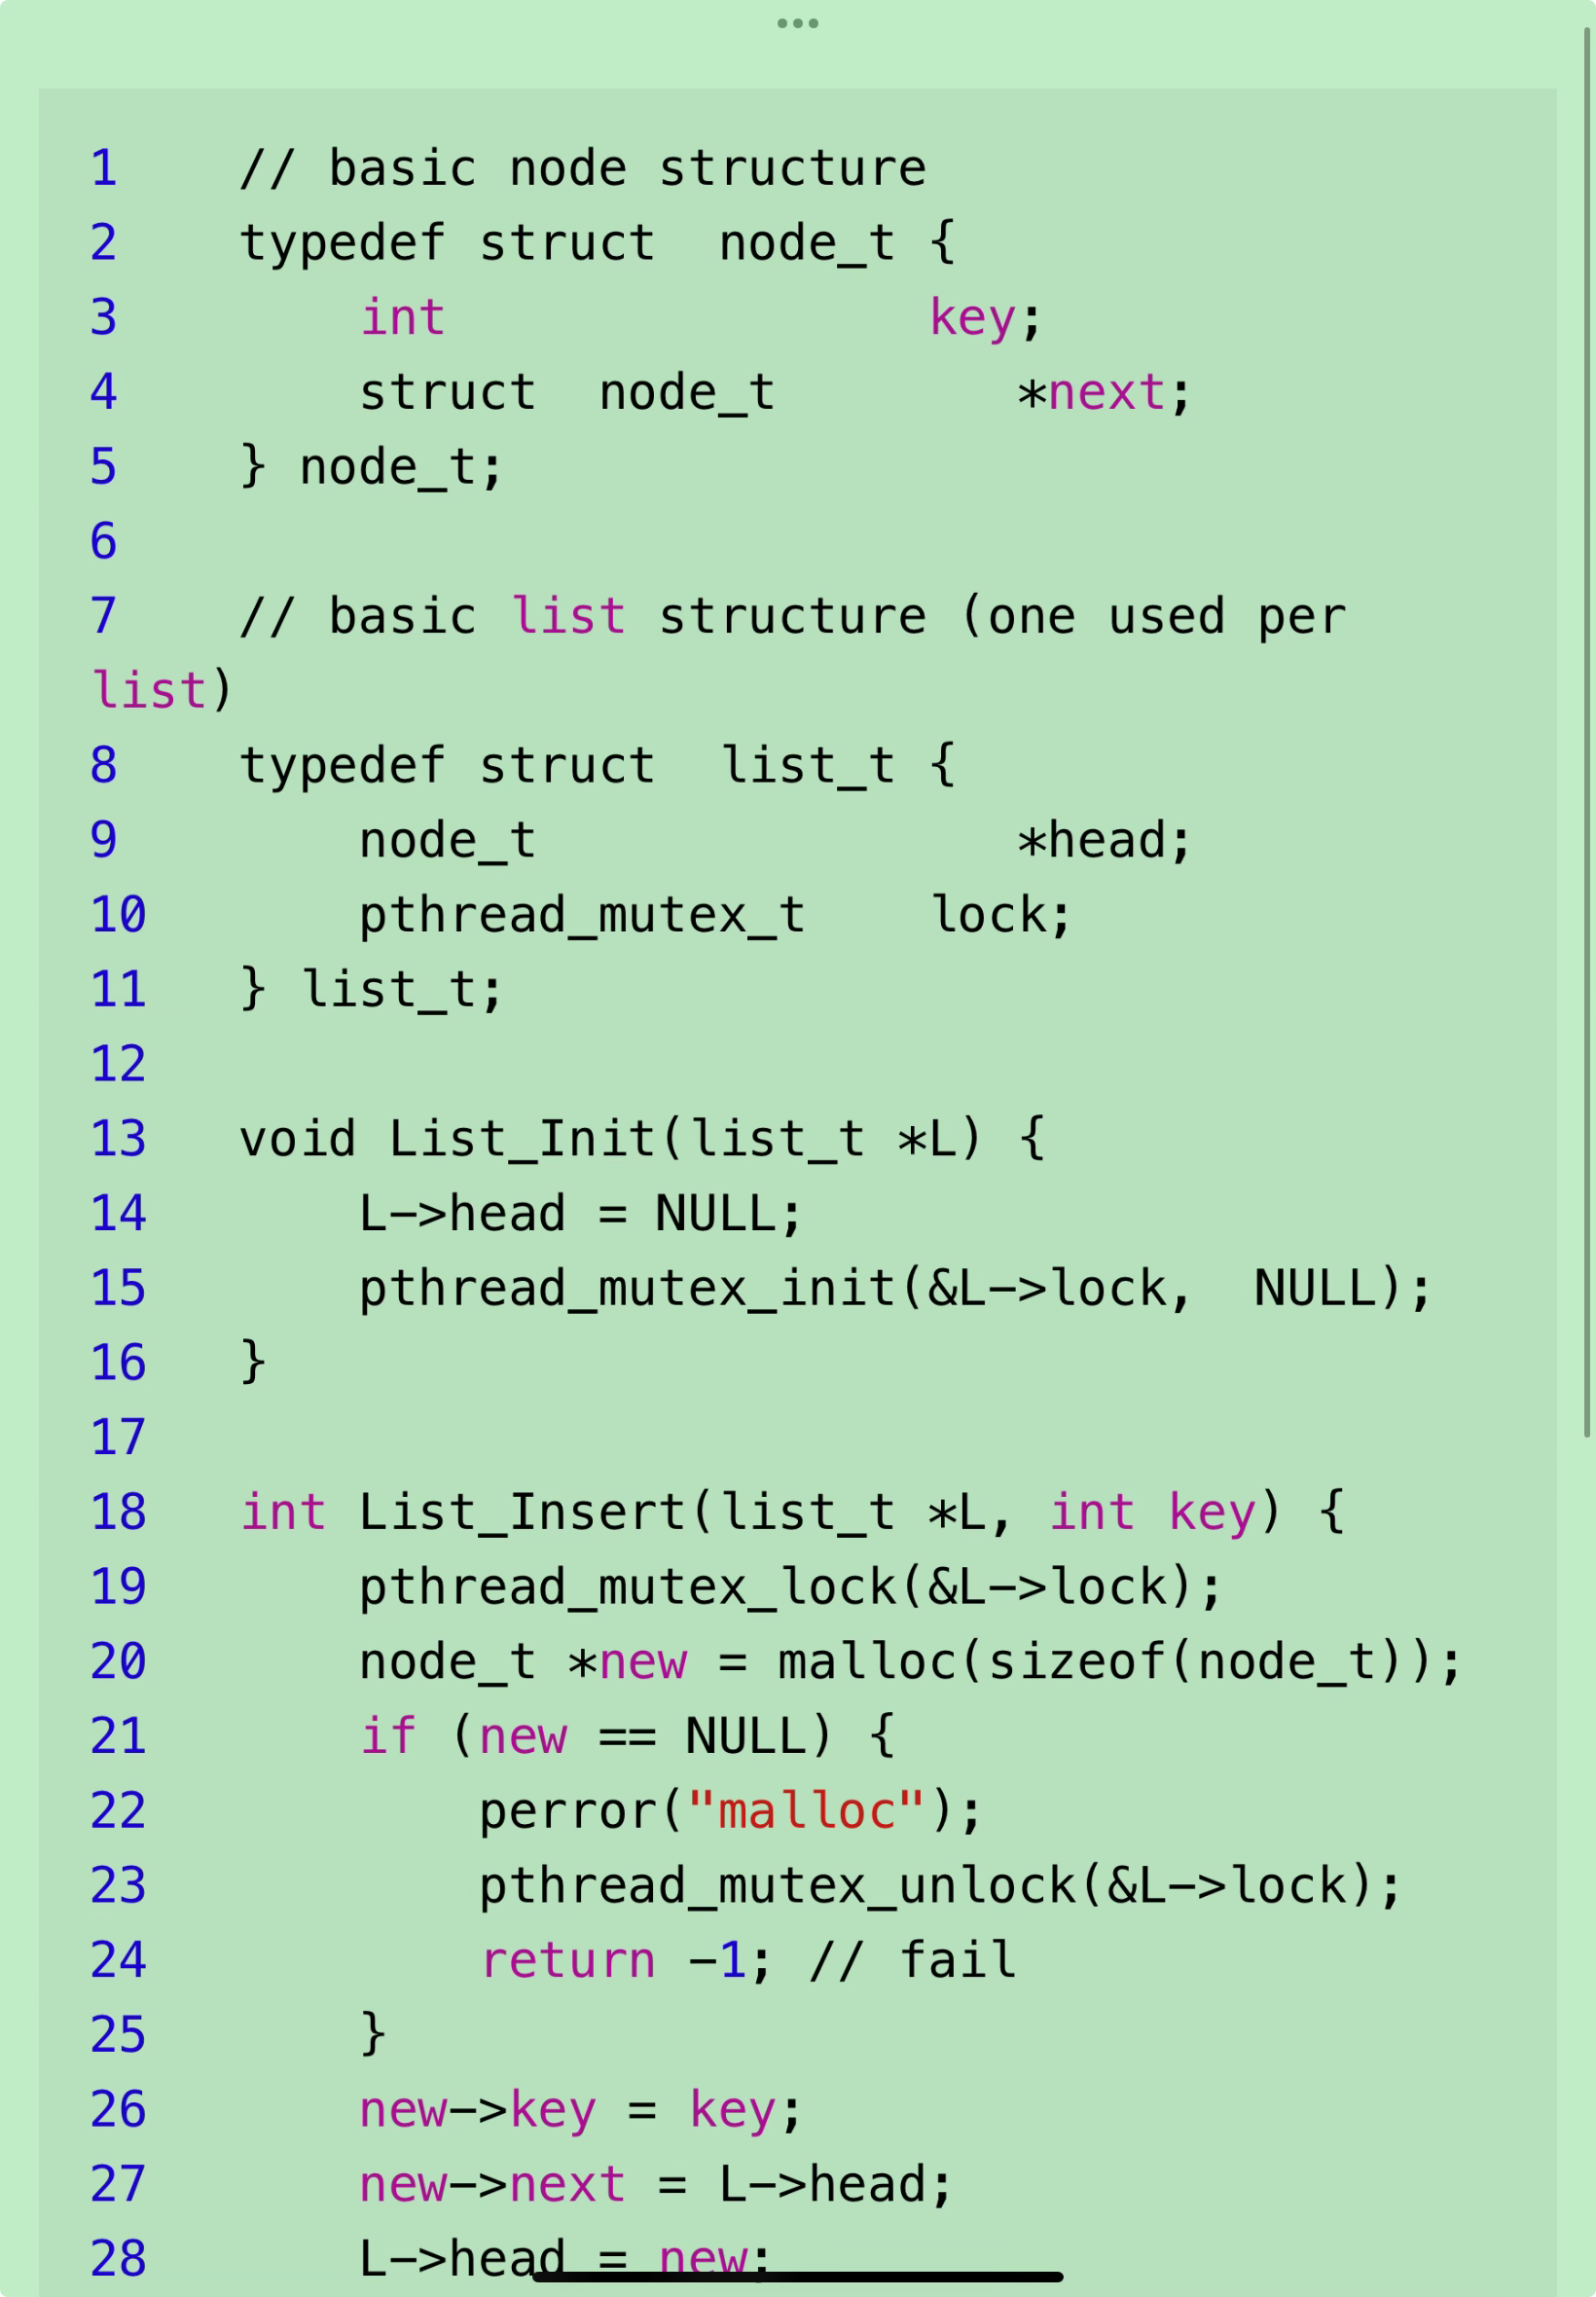 1    // basic node structure
2    typedef struct  node_t {
3        int                key;
4        struct  node_t        *next;
5    } node_t;
6
7    // basic list structure (one used per
list)
8    typedef struct  list_t {
9        node_t                *head;
10       pthread_mutex_t    lock;
11   } list_t;
12
13   void List_Init(list_t *L) {
14       L->head = NULL;
15       pthread_mutex_init(&L->lock,  NULL);
16   }
17
18   int List_Insert(list_t *L, int key) {
19       pthread_mutex_lock(&L->lock);
20       node_t *new = malloc(sizeof(node_t));
21       if (new == NULL) {
22           perror("malloc");
23           pthread_mutex_unlock(&L->lock);
24           return -1; // fail
25       }
26       new->key = key;
27       new->next = L->head;
28       L->head = new;